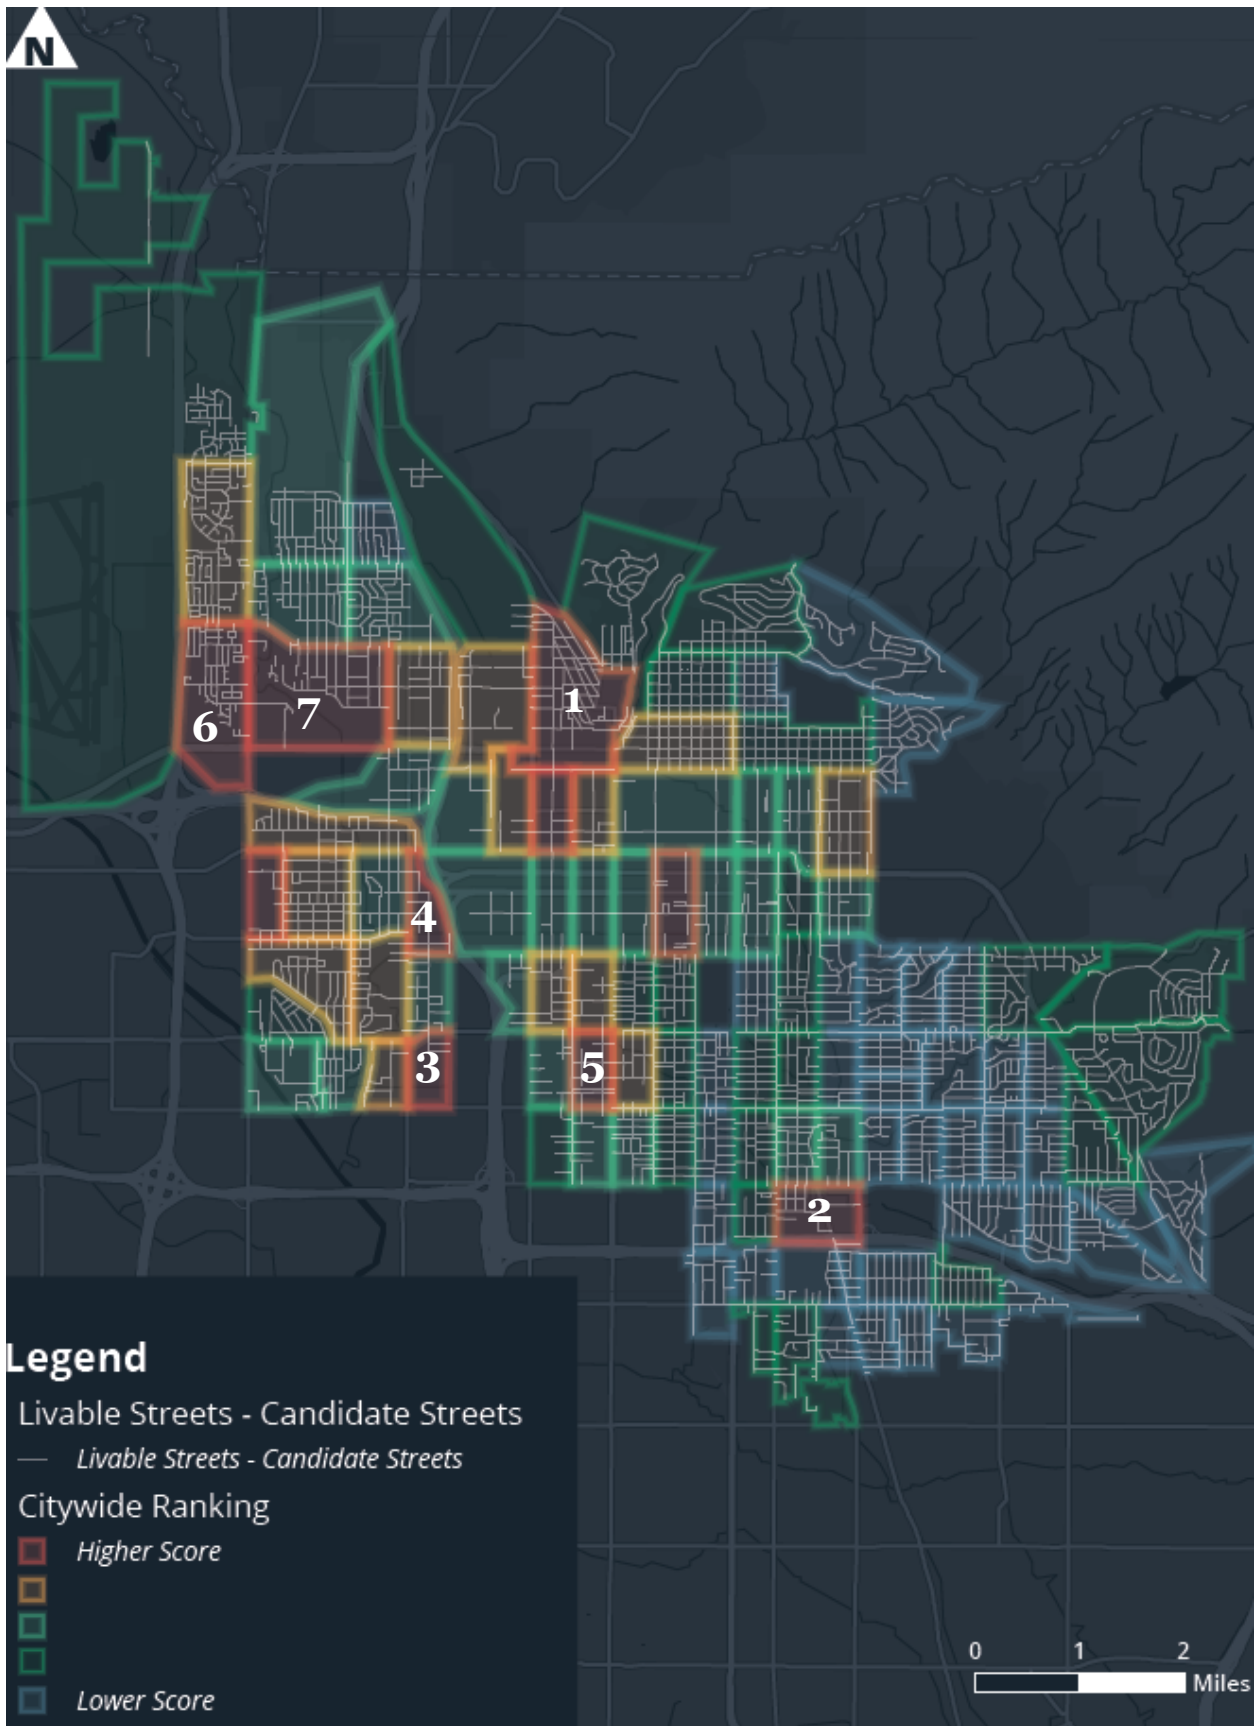 N
1
7
6
4
3
5
2
Legend
Livable Streets - Candidate Streets
Livable Streets - Candidate Streets
Citywide Ranking
Higher Score
Lower Score
0 1 2
Miles